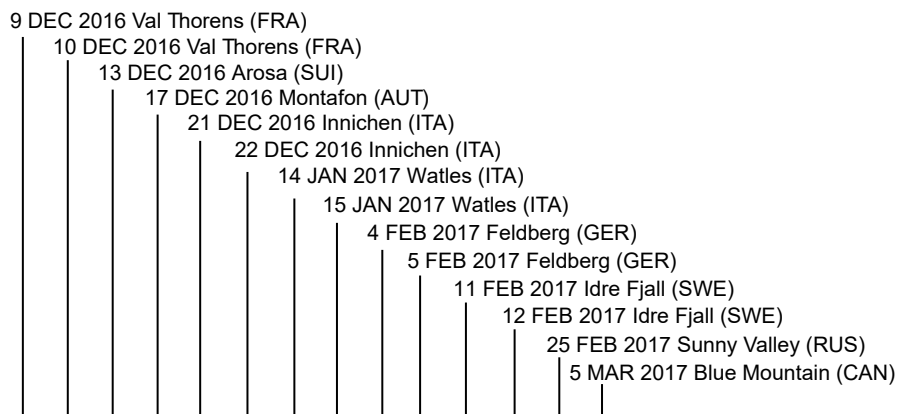 9 DEC 2016 Val Thorens (FRA)
10 DEC 2016 Val Thorens (FRA)
13 DEC 2016 Arosa (SUI)
17 DEC 2016 Montafon (AUT)
21 DEC 2016 Innichen (ITA)
22 DEC 2016 Innichen (ITA)
14 JAN 2017 Watles (ITA)
15 JAN 2017 Watles (ITA)
4 FEB 2017 Feldberg (GER)
5 FEB 2017 Feldberg (GER)
11 FEB 2017 Idre Fjall (SWE)
12 FEB 2017 Idre Fjall (SWE)
25 FEB 2017 Sunny Valley (RUS)
5 MAR 2017 Blue Mountain (CAN)